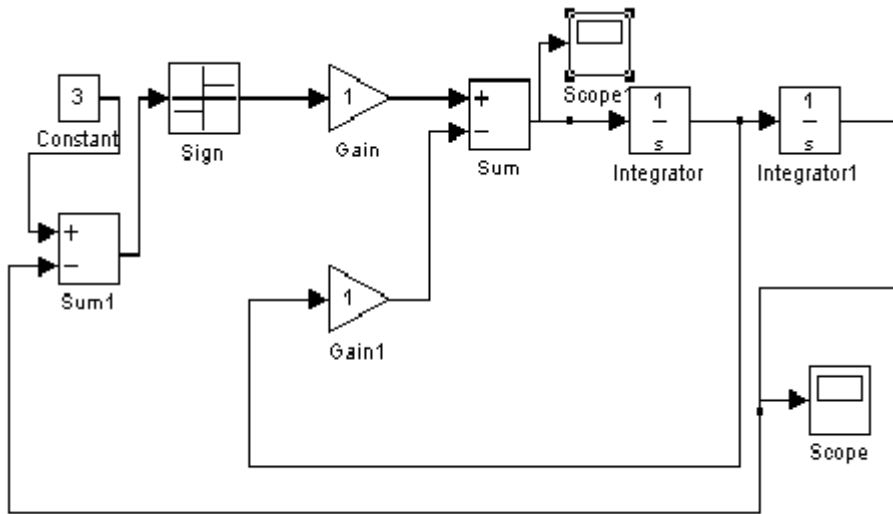 3
Constant
Sign
1
Gain
+
−
Sum
Scope1
1
s
Integrator
1
s
Integrator1
+
−
Sum1
1
Gain1
Scope